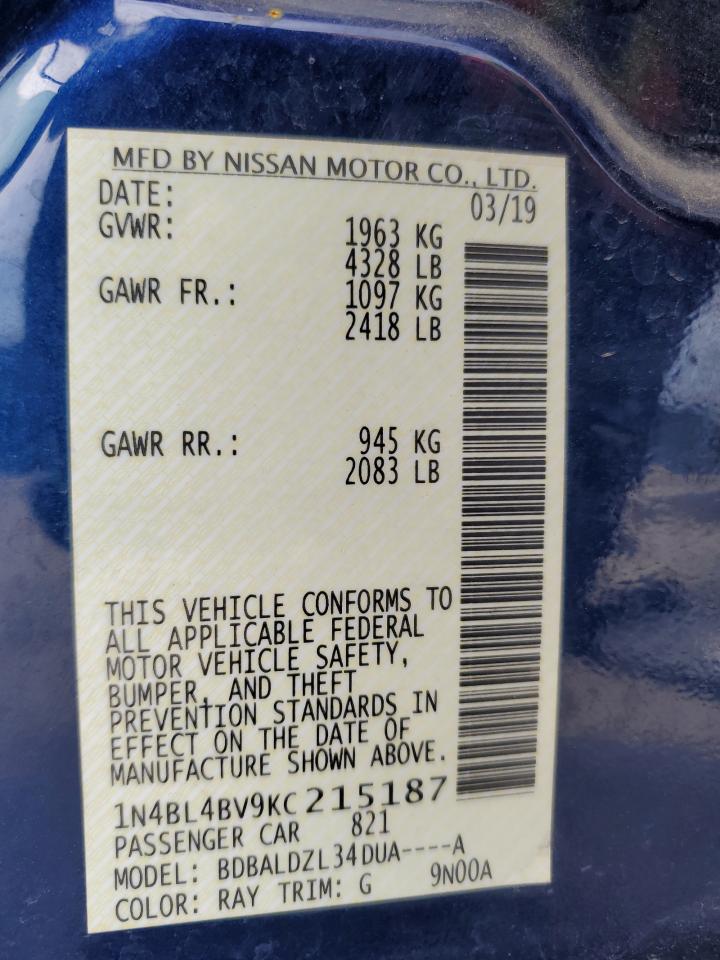 MFD BY NISSAN MOTOR CO., LTD.
DATE: 03/19
GVWR: 1963 KG
4328 LB
GAWR FR.: 1097 KG
2418 LB
GAWR RR.: 945 KG
2083 LB
THIS VEHICLE CONFORMS TO
ALL APPLICABLE FEDERAL
MOTOR VEHICLE SAFETY,
BUMPER, AND THEFT
PREVENTION STANDARDS IN
EFFECT ON THE DATE OF
MANUFACTURE SHOWN ABOVE.
1N4BL4BV9KC215187
PASSENGER CAR 821
MODEL: BDBALDZL34DUA----A
COLOR: RAY TRIM: G 9N00A